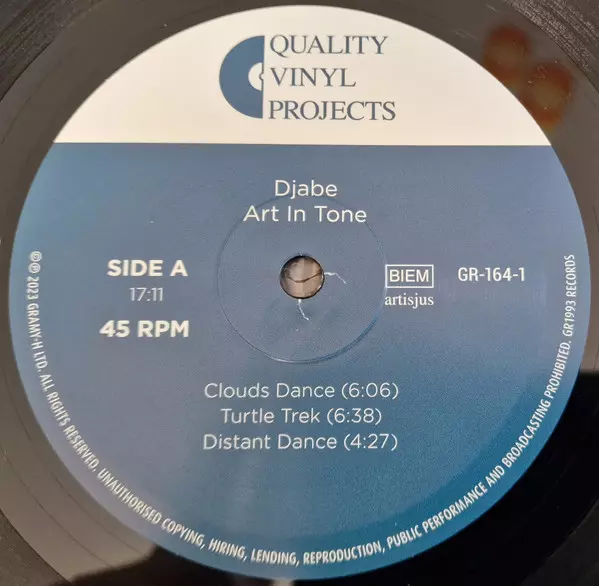 QUALITY
VINYL
PROJECTS
Djabe
Art In Tone
SIDE A
17:11
45 RPM
BIEM
artisjus
GR-164-1
Clouds Dance (6:06)
Turtle Trek (6:38)
Distant Dance (4:27)
℗© 2023 GRAMY-H LTD. ALL RIGHTS RESERVED. UNAUTHORISED COPYING, HIRING, LENDING, REPRODUCTION, PUBLIC PERFORMANCE AND BROADCASTING PROHIBITED. GR1993 RECORDS